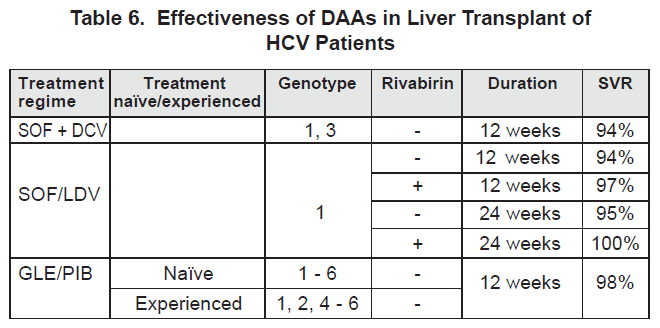 Table 6. Effectiveness of DAAs in Liver Transplant of
HCV Patients
Treatment regime Treatment naïve/experienced Genotype Rivabirin Duration SVR
SOF + DCV 1, 3 - 12 weeks 94%
SOF/LDV 1 - 12 weeks 94%
+ 12 weeks 97%
- 24 weeks 95%
+ 24 weeks 100%
GLE/PIB Naïve 1 - 6 - 12 weeks 98%
Experienced 1, 2, 4 - 6 -